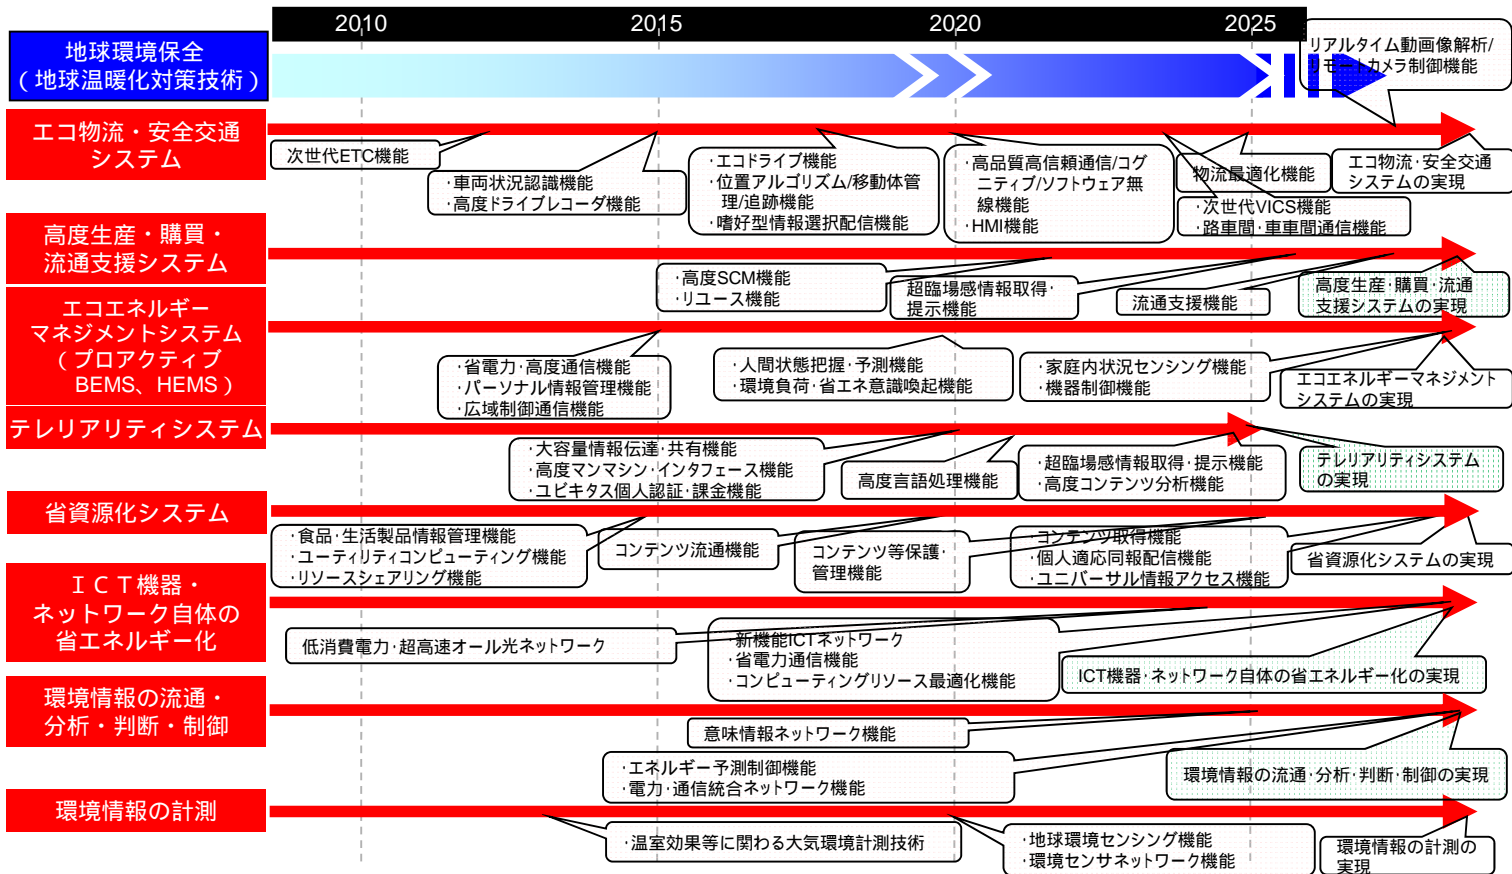 2010
2015
2020
2025
地球環境保全
（地球温暖化対策技術）
リアルタイム動画像解析/
リモートカメラ制御機能
エコ物流・安全交通
システム
次世代ETC機能
・車両状況認識機能
・高度ドライブレコーダ機能
・エコドライブ機能
・位置アルゴリズム/移動体管
理/追跡機能
・嗜好型情報選択配信機能
・高品質高信頼通信/コグ
ニティブ/ソフトウェア無
線機能
・HMI機能
物流最適化機能
・次世代VICS機能
・路車間・車車間通信機能
エコ物流・安全交通
システムの実現
高度生産・購買・
流通支援システム
・高度SCM機能
・リユース機能
超臨場感情報取得・
提示機能
流通支援機能
高度生産・購買・流通
支援システムの実現
エコエネルギー
マネジメントシステム
（プロアクティブ
BEMS、HEMS）
・省電力・高度通信機能
・パーソナル情報管理機能
・広域制御通信機能
・人間状態把握・予測機能
・環境負荷・省エネ意識喚起機能
・家庭内状況センシング機能
・機器制御機能
エコエネルギーマネジメント
システムの実現
テレリアリティシステム
・大容量情報伝達・共有機能
・高度マンマシン・インタフェース機能
・ユビキタス個人認証・課金機能
高度言語処理機能
・超臨場感情報取得・提示機能
・高度コンテンツ分析機能
テレリアリティシステム
の実現
省資源化システム
・食品・生活製品情報管理機能
・ユーティリティコンピューティング機能
・リソースシェアリング機能
コンテンツ流通機能
コンテンツ等保護・
管理機能
・コンテンツ取得機能
・個人適応同報配信機能
・ユニバーサル情報アクセス機能
省資源化システムの実現
ＩＣＴ機器・
ネットワーク自体の
省エネルギー化
低消費電力・超高速オール光ネットワーク
・新機能ICTネットワーク
・省電力通信機能
・コンピューティングリソース最適化機能
ICT機器・ネットワーク自体の省エネルギー化の実現
環境情報の流通・
分析・判断・制御
意味情報ネットワーク機能
・エネルギー予測制御機能
・電力・通信統合ネットワーク機能
環境情報の流通・分析・判断・制御の実現
環境情報の計測
・温室効果等に関わる大気環境計測技術
・地球環境センシング機能
・環境センサネットワーク機能
環境情報の計測の
実現